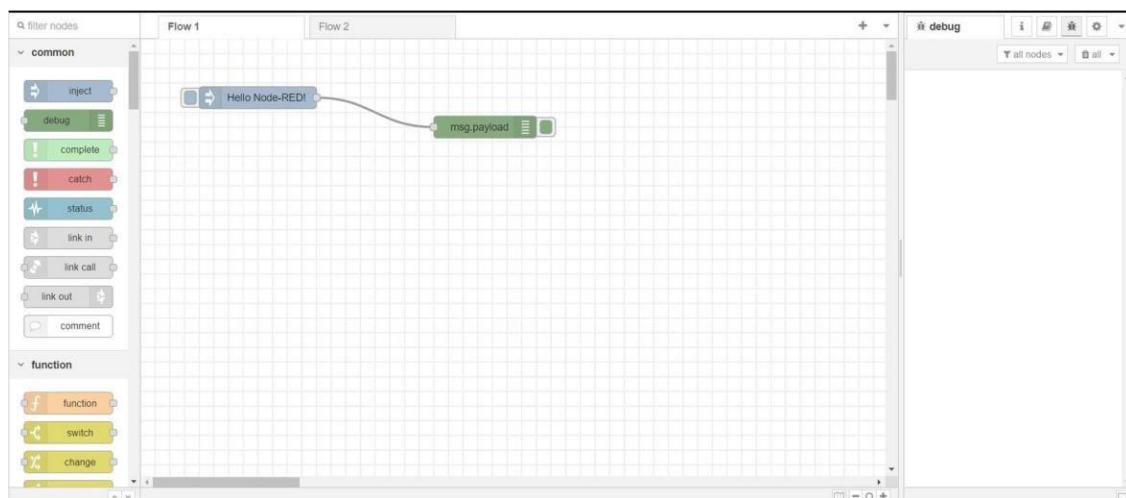 filter nodes
Flow 1
Flow 2
debug
i
all nodes
all
common
inject
debug
complete
catch
status
link in
link call
link out
comment
function
function
switch
change
Hello Node-RED!
msg.payload